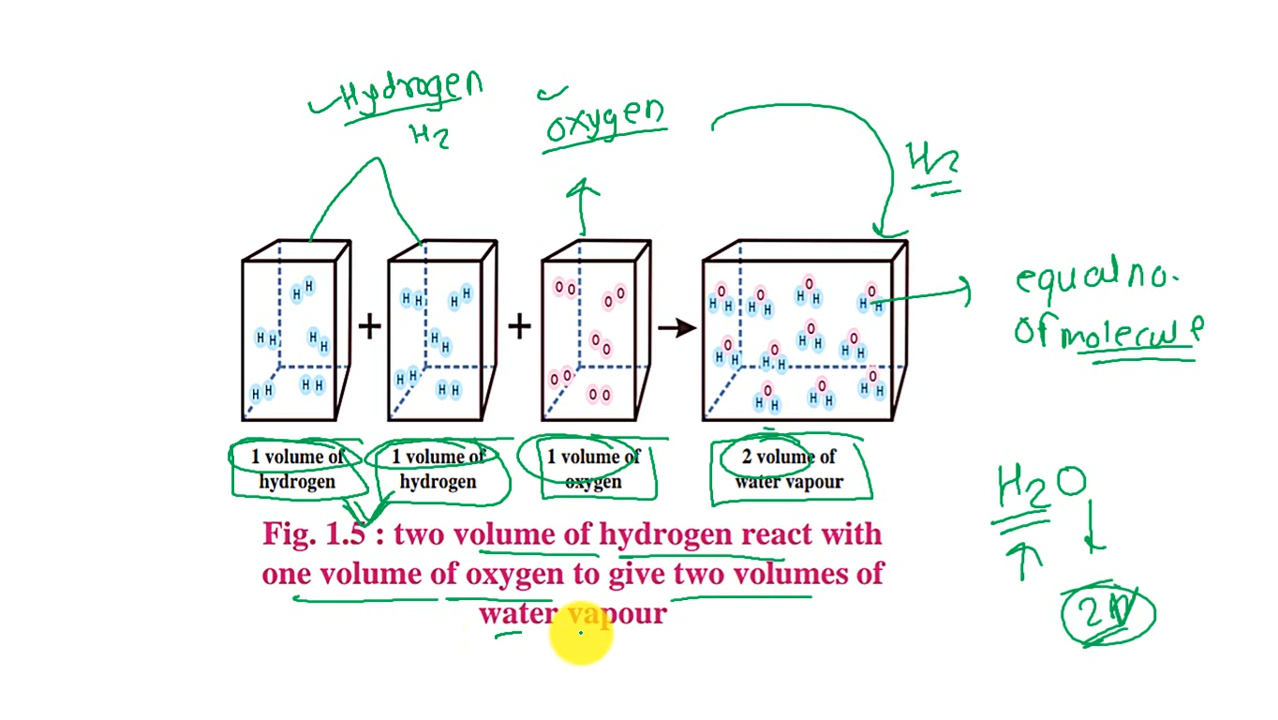 Hydrogen
H2
oxygen
H2
H H H H O O O O O O O O
H H H H H H H H H H H H
H H H H H H O O O O O O
H H H H H H H H
H H H H H H H H O O O O O O O
H H H H H H
equal no.
of molecule
1 volume of
hydrogen
1 volume of
hydrogen
1 volume of
oxygen
2 volume of
water vapour
H2O
Fig. 1.5 : two volume of hydrogen react with
one volume of oxygen to give two volumes of
water vapour